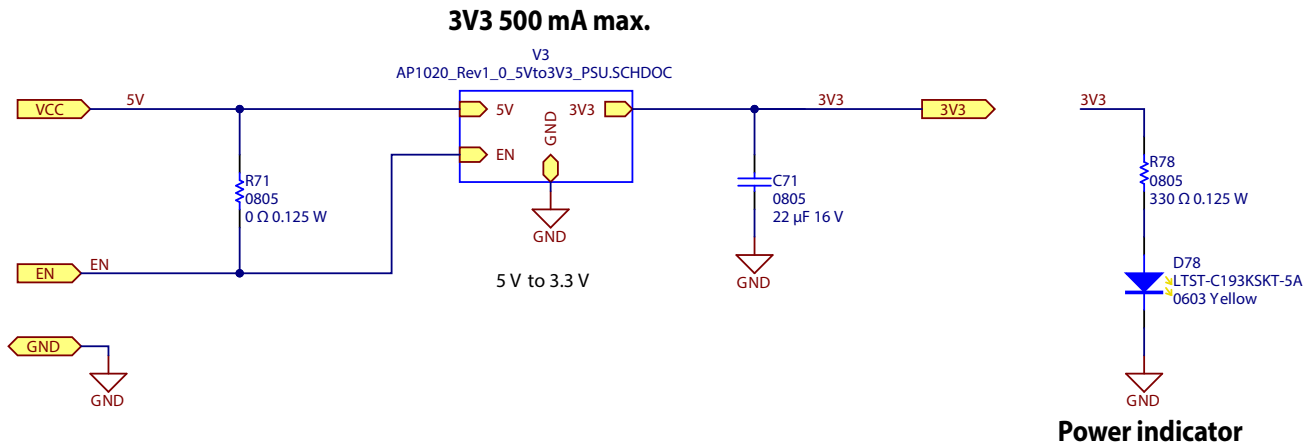 3V3 500 mA max.
V3
AP1020_Rev1_0_5Vto3V3_PSU.SCHDOC
VCC
5V
5V
3V3
GND
EN
GND
5 V to 3.3 V
R71
0805
0 Ω 0.125 W
EN
EN
GND
GND
3V3
3V3
C71
0805
22 µF 16 V
GND
3V3
R78
0805
330 Ω 0.125 W
D78
LTST-C193KSKT-5A
0603 Yellow
GND
Power indicator